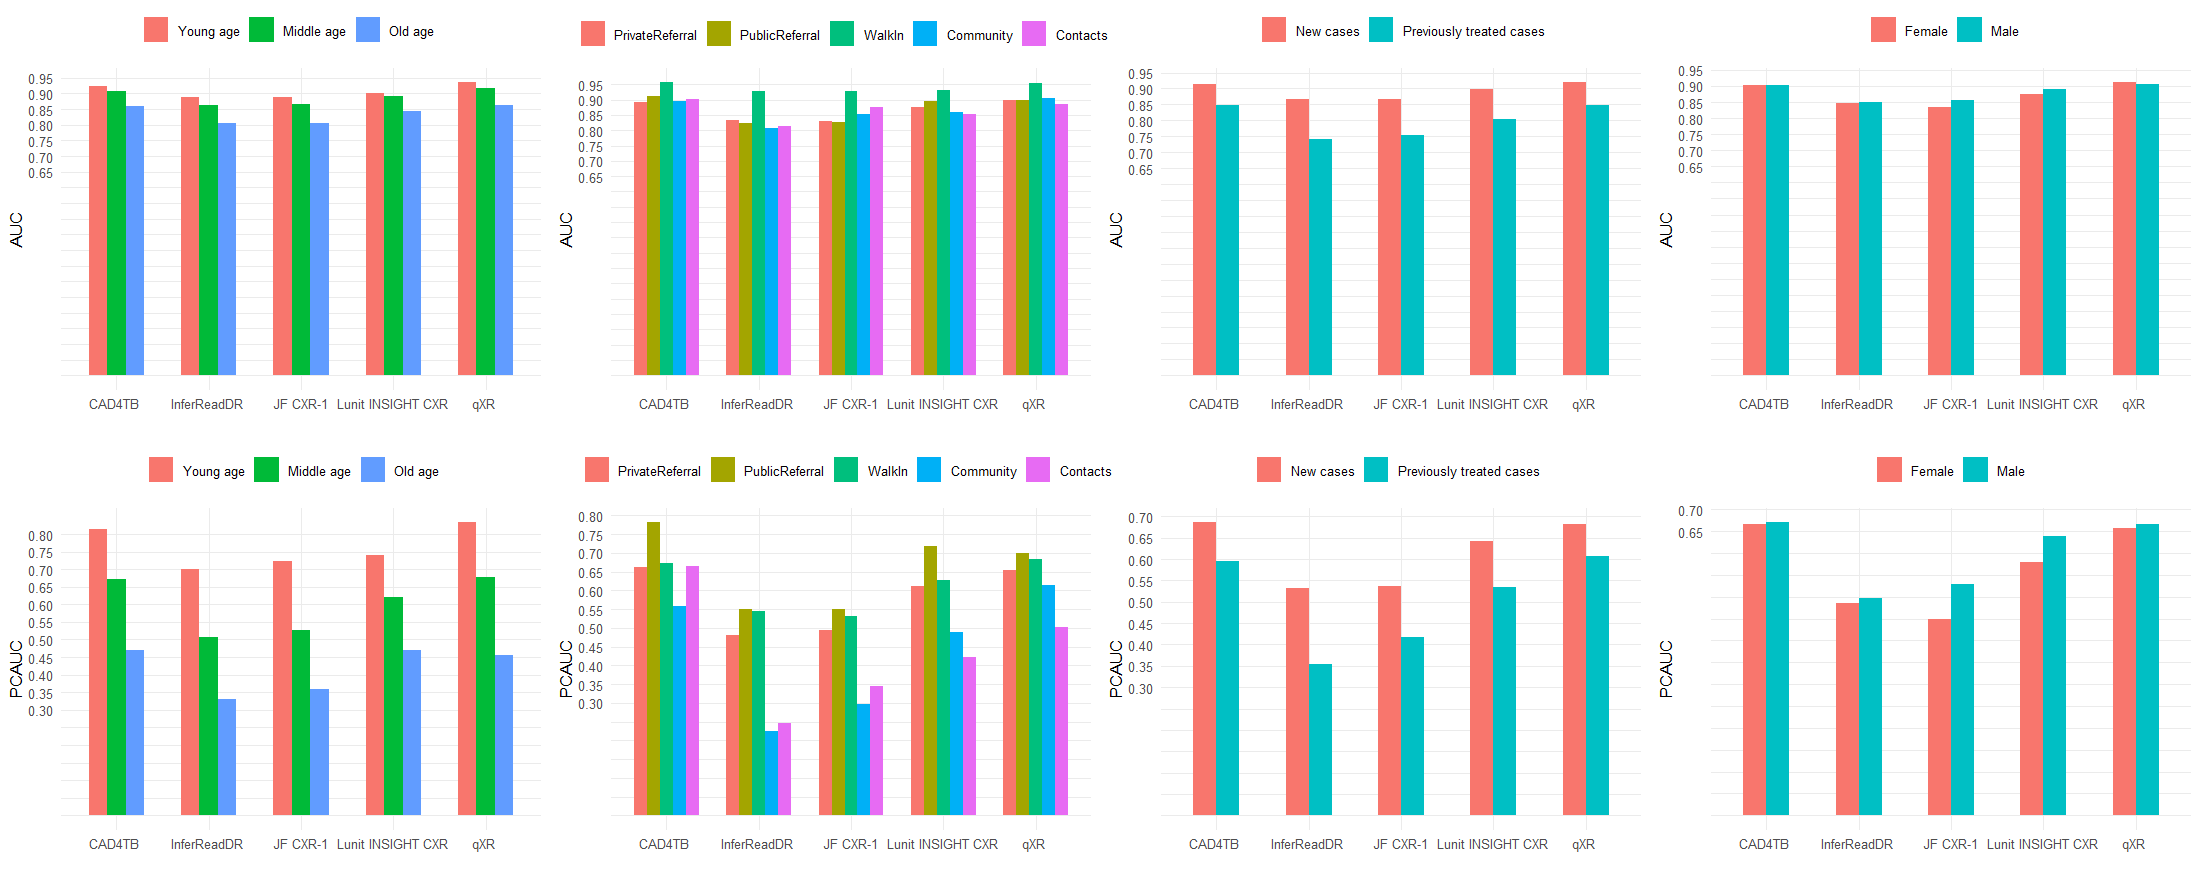 Young age Middle age Old age
0.95
0.90
0.85
0.80
0.75
0.70
0.65
AUC
CAD4TB InferReadDR JF CXR-1 Lunit INSIGHT CXR qXR
PrivateReferral PublicReferral WalkIn Community Contacts
0.95
0.90
0.85
0.80
0.75
0.70
0.65
AUC
CAD4TB InferReadDR JF CXR-1 Lunit INSIGHT CXR qXR
New cases Previously treated cases
0.95
0.90
0.85
0.80
0.75
0.70
0.65
AUC
CAD4TB InferReadDR JF CXR-1 Lunit INSIGHT CXR qXR
Female Male
0.95
0.90
0.85
0.80
0.75
0.70
0.65
AUC
CAD4TB InferReadDR JF CXR-1 Lunit INSIGHT CXR qXR
Young age Middle age Old age
0.80
0.75
0.70
0.65
0.60
0.55
0.50
0.45
0.40
0.35
0.30
PCAUC
CAD4TB InferReadDR JF CXR-1 Lunit INSIGHT CXR qXR
PrivateReferral PublicReferral WalkIn Community Contacts
0.80
0.75
0.70
0.65
0.60
0.55
0.50
0.45
0.40
0.35
0.30
PCAUC
CAD4TB InferReadDR JF CXR-1 Lunit INSIGHT CXR qXR
New cases Previously treated cases
0.70
0.65
0.60
0.55
0.50
0.45
0.40
0.35
0.30
PCAUC
CAD4TB InferReadDR JF CXR-1 Lunit INSIGHT CXR qXR
Female Male
0.70
0.65
PCAUC
CAD4TB InferReadDR JF CXR-1 Lunit INSIGHT CXR qXR